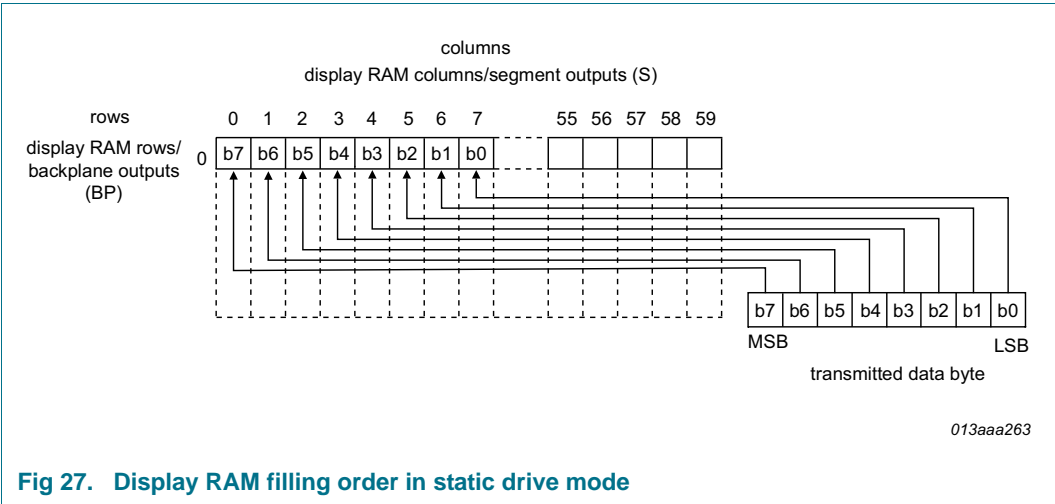 columns
display RAM columns/segment outputs (S)
rows 0 1 2 3 4 5 6 7 55 56 57 58 59
display RAM rows/
backplane outputs
(BP)
0 b7 b6 b5 b4 b3 b2 b1 b0
b7 b6 b5 b4 b3 b2 b1 b0
MSB LSB
transmitted data byte
013aaa263
Fig 27. Display RAM filling order in static drive mode